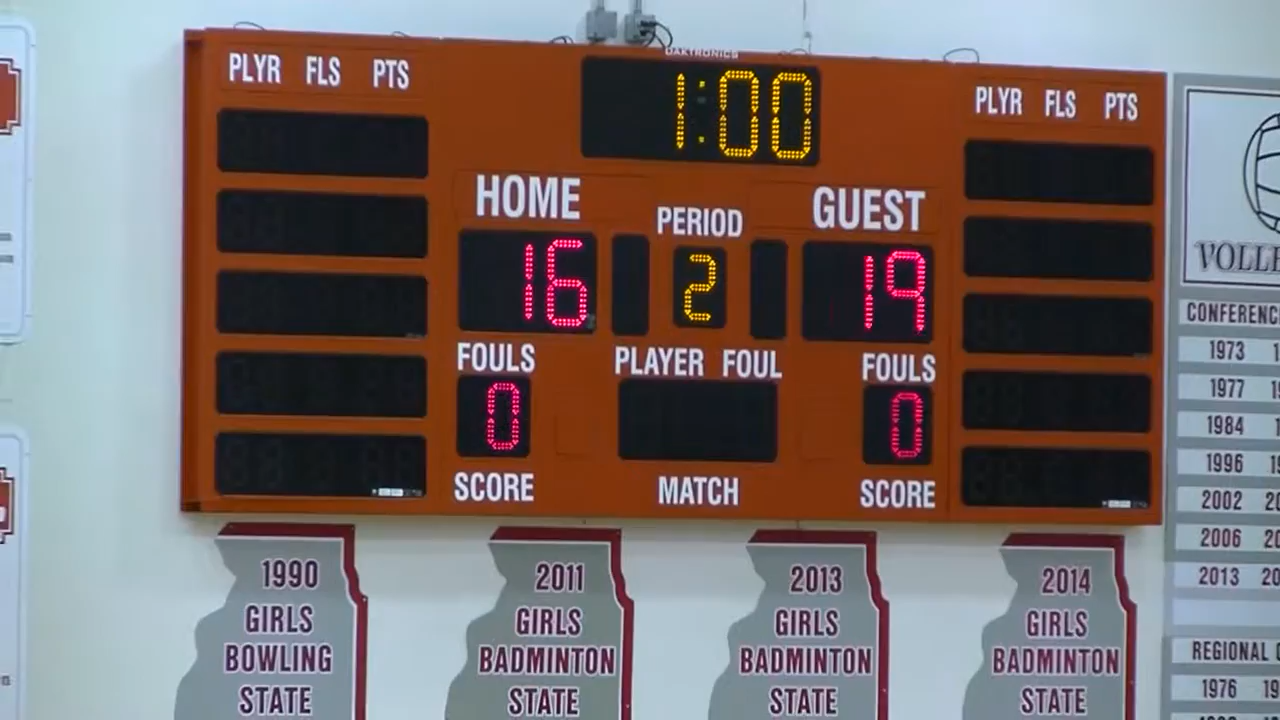 DAKTRONICS
PLYR FLS PTS
1:00
PLYR FLS PTS
HOME
PERIOD
GUEST
16
2
19
FOULS
PLAYER FOUL
FOULS
0
0
SCORE
MATCH
SCORE
1990
GIRLS
BOWLING
STATE
2011
GIRLS
BADMINTON
STATE
2013
GIRLS
BADMINTON
STATE
2014
GIRLS
BADMINTON
STATE
1973
1977
1984
1996
2002
2006
2013
REGIONAL
1976